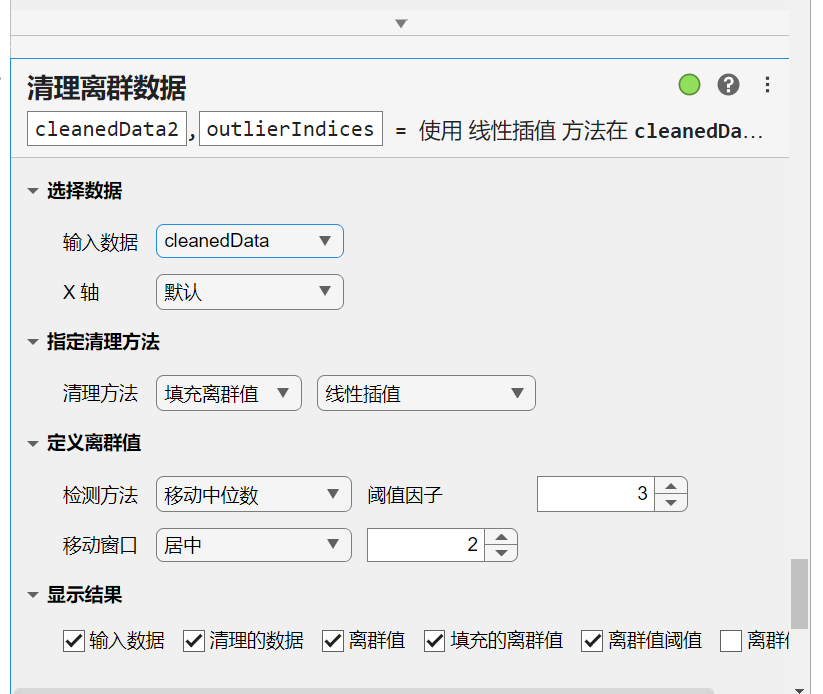 清理离群数据
cleanedData2 , outlierIndices = 使用 线性插值 方法在 cleanedDa...
选择数据
输入数据 cleanedData
X 轴 默认
指定清理方法
清理方法 填充离群值 线性插值
定义离群值
检测方法 移动中位数 阈值因子 3
移动窗口 居中 2
显示结果
输入数据 清理的数据 离群值 填充的离群值 离群值阈值 离群